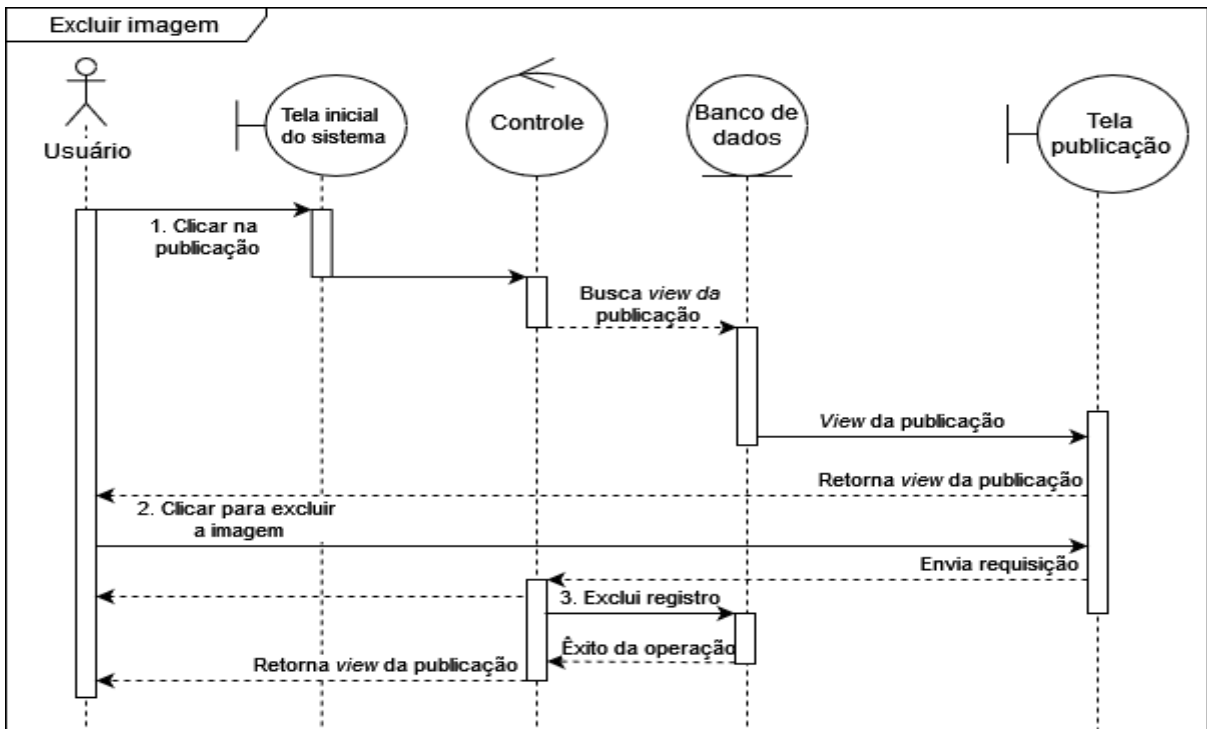 Excluir imagem
Usuário
Tela inicial
do sistema
Controle
Banco de
dados
Tela
publicação
1. Clicar na
publicação
Busca view da
publicação
View da publicação
Retorna view da publicação
2. Clicar para excluir
a imagem
Envia requisição
3. Exclui registro
Êxito da operação
Retorna view da publicação